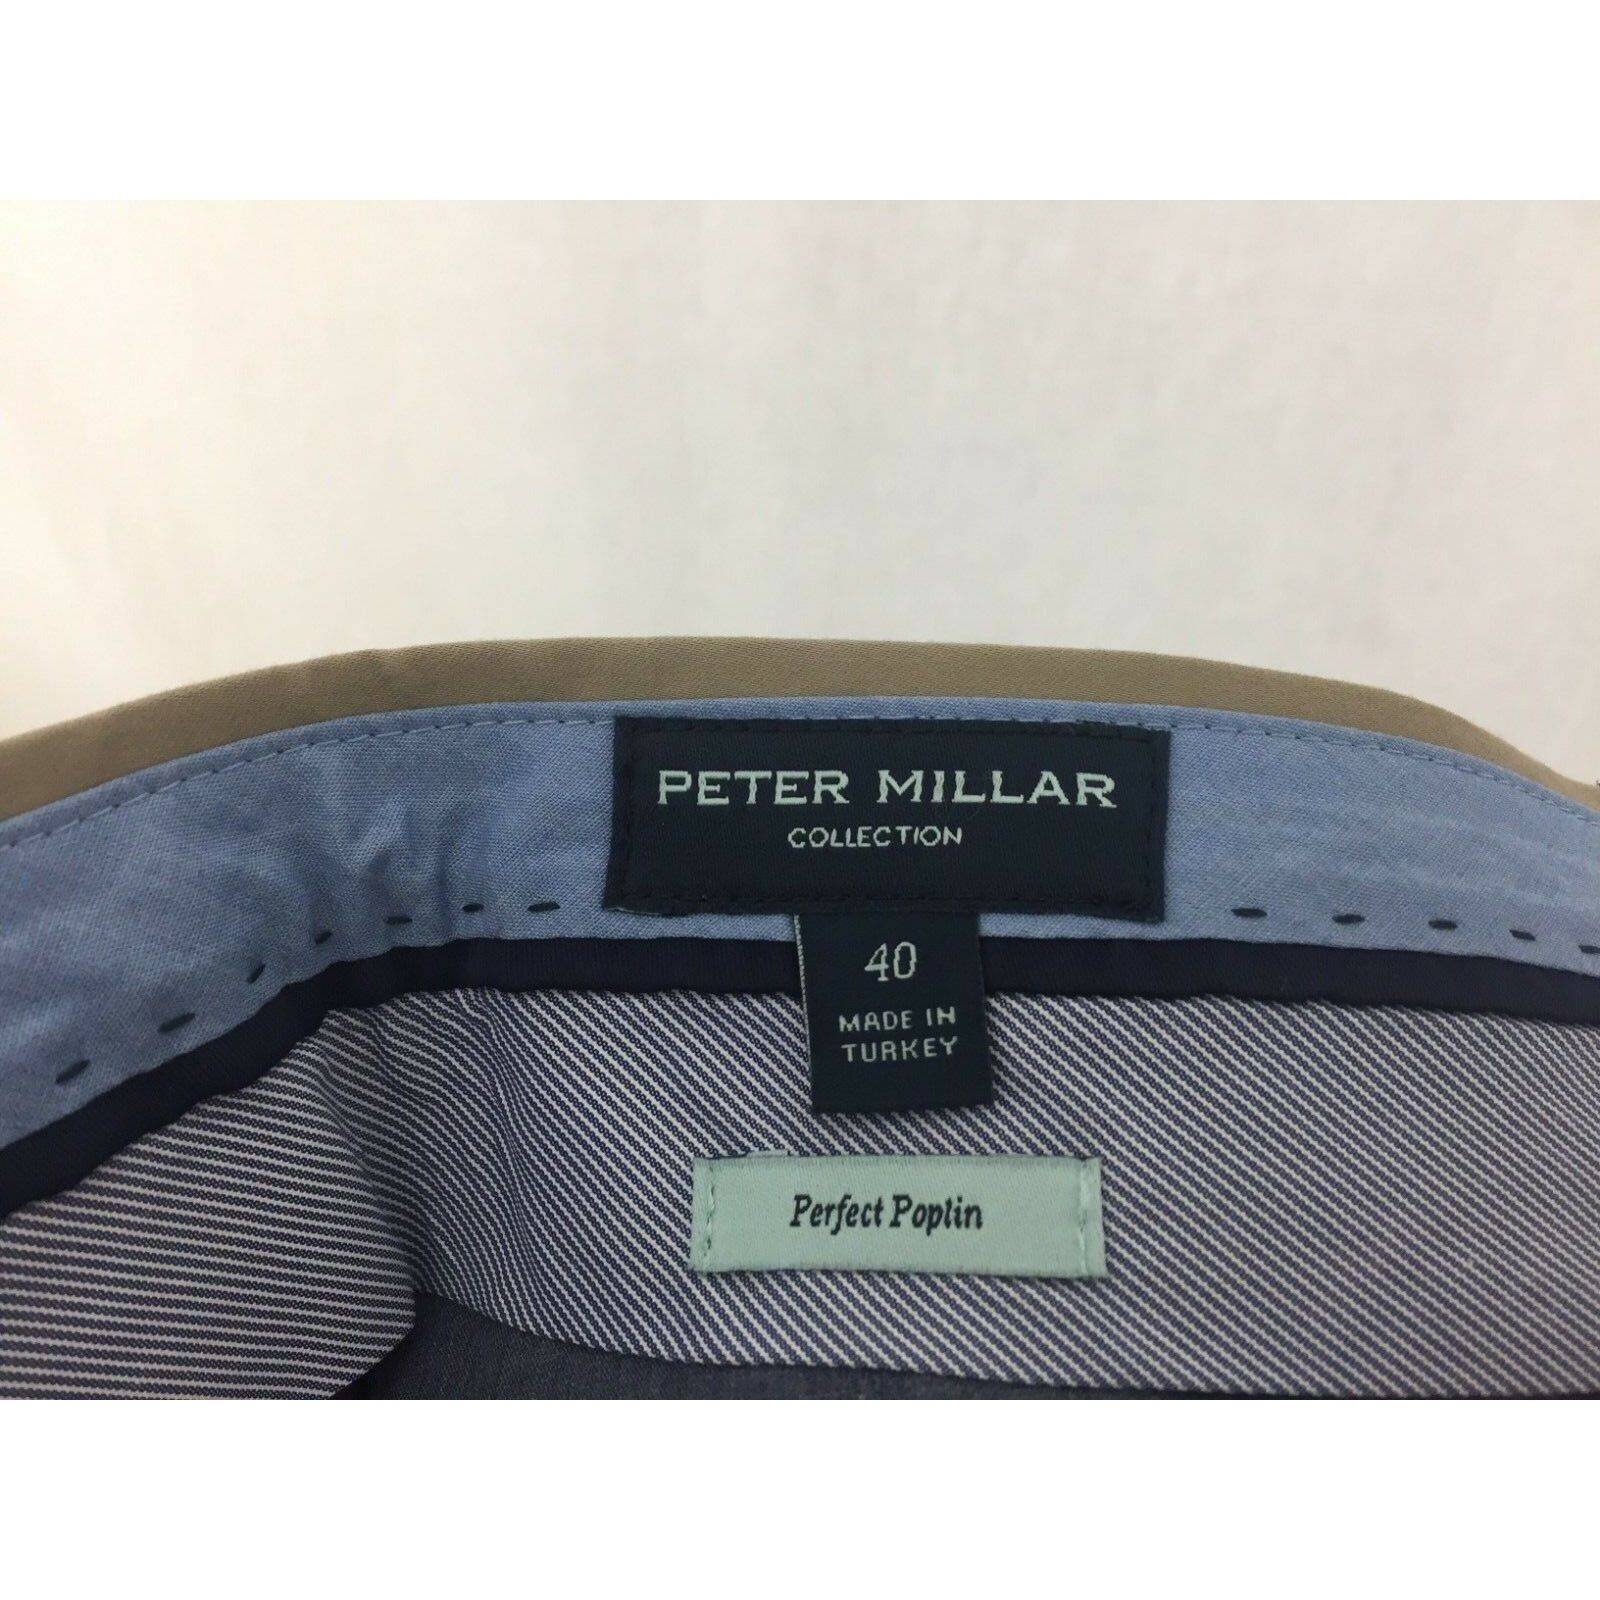 PETER MILLAR
COLLECTION
40
MADE IN
TURKEY
Perfect Poplin